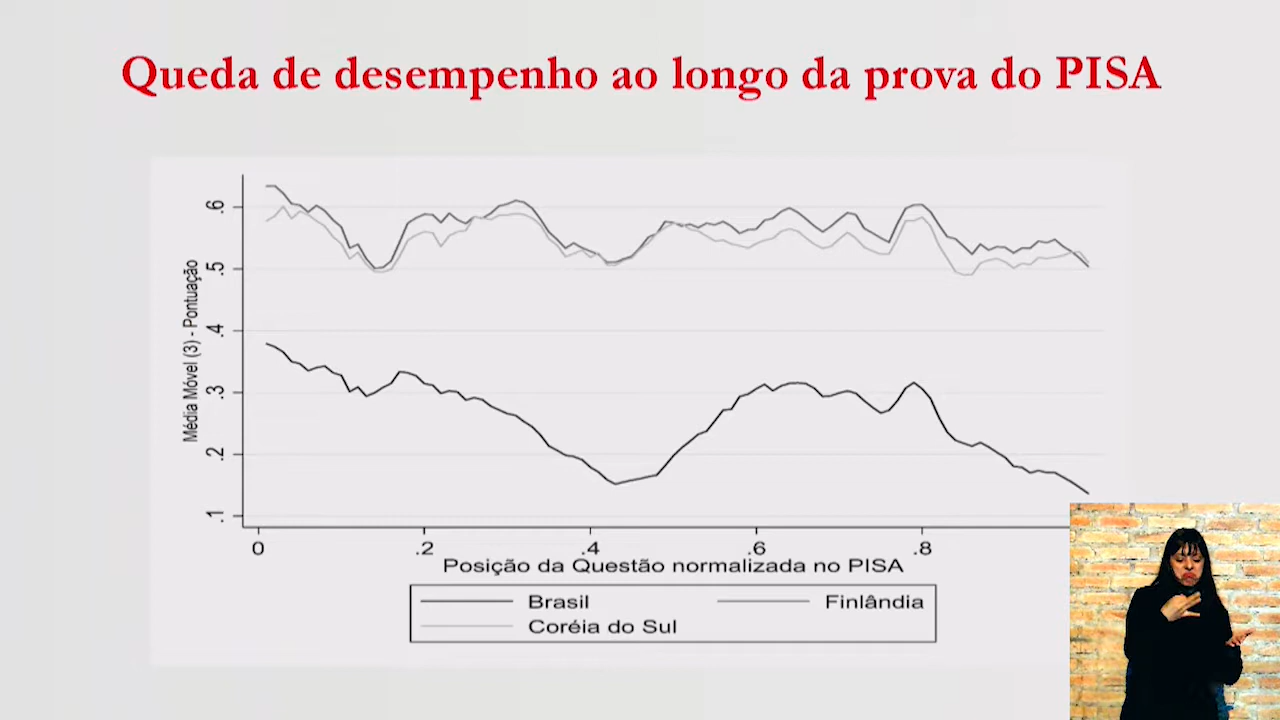 Queda de desempenho ao longo da prova do PISA
Média Móvel (3) - Pontuação
.6
.5
.4
.3
.2
.1
0 .2 .4 .6 .8
Posição da Questão normalizada no PISA
Brasil Finlândia
Coréia do Sul